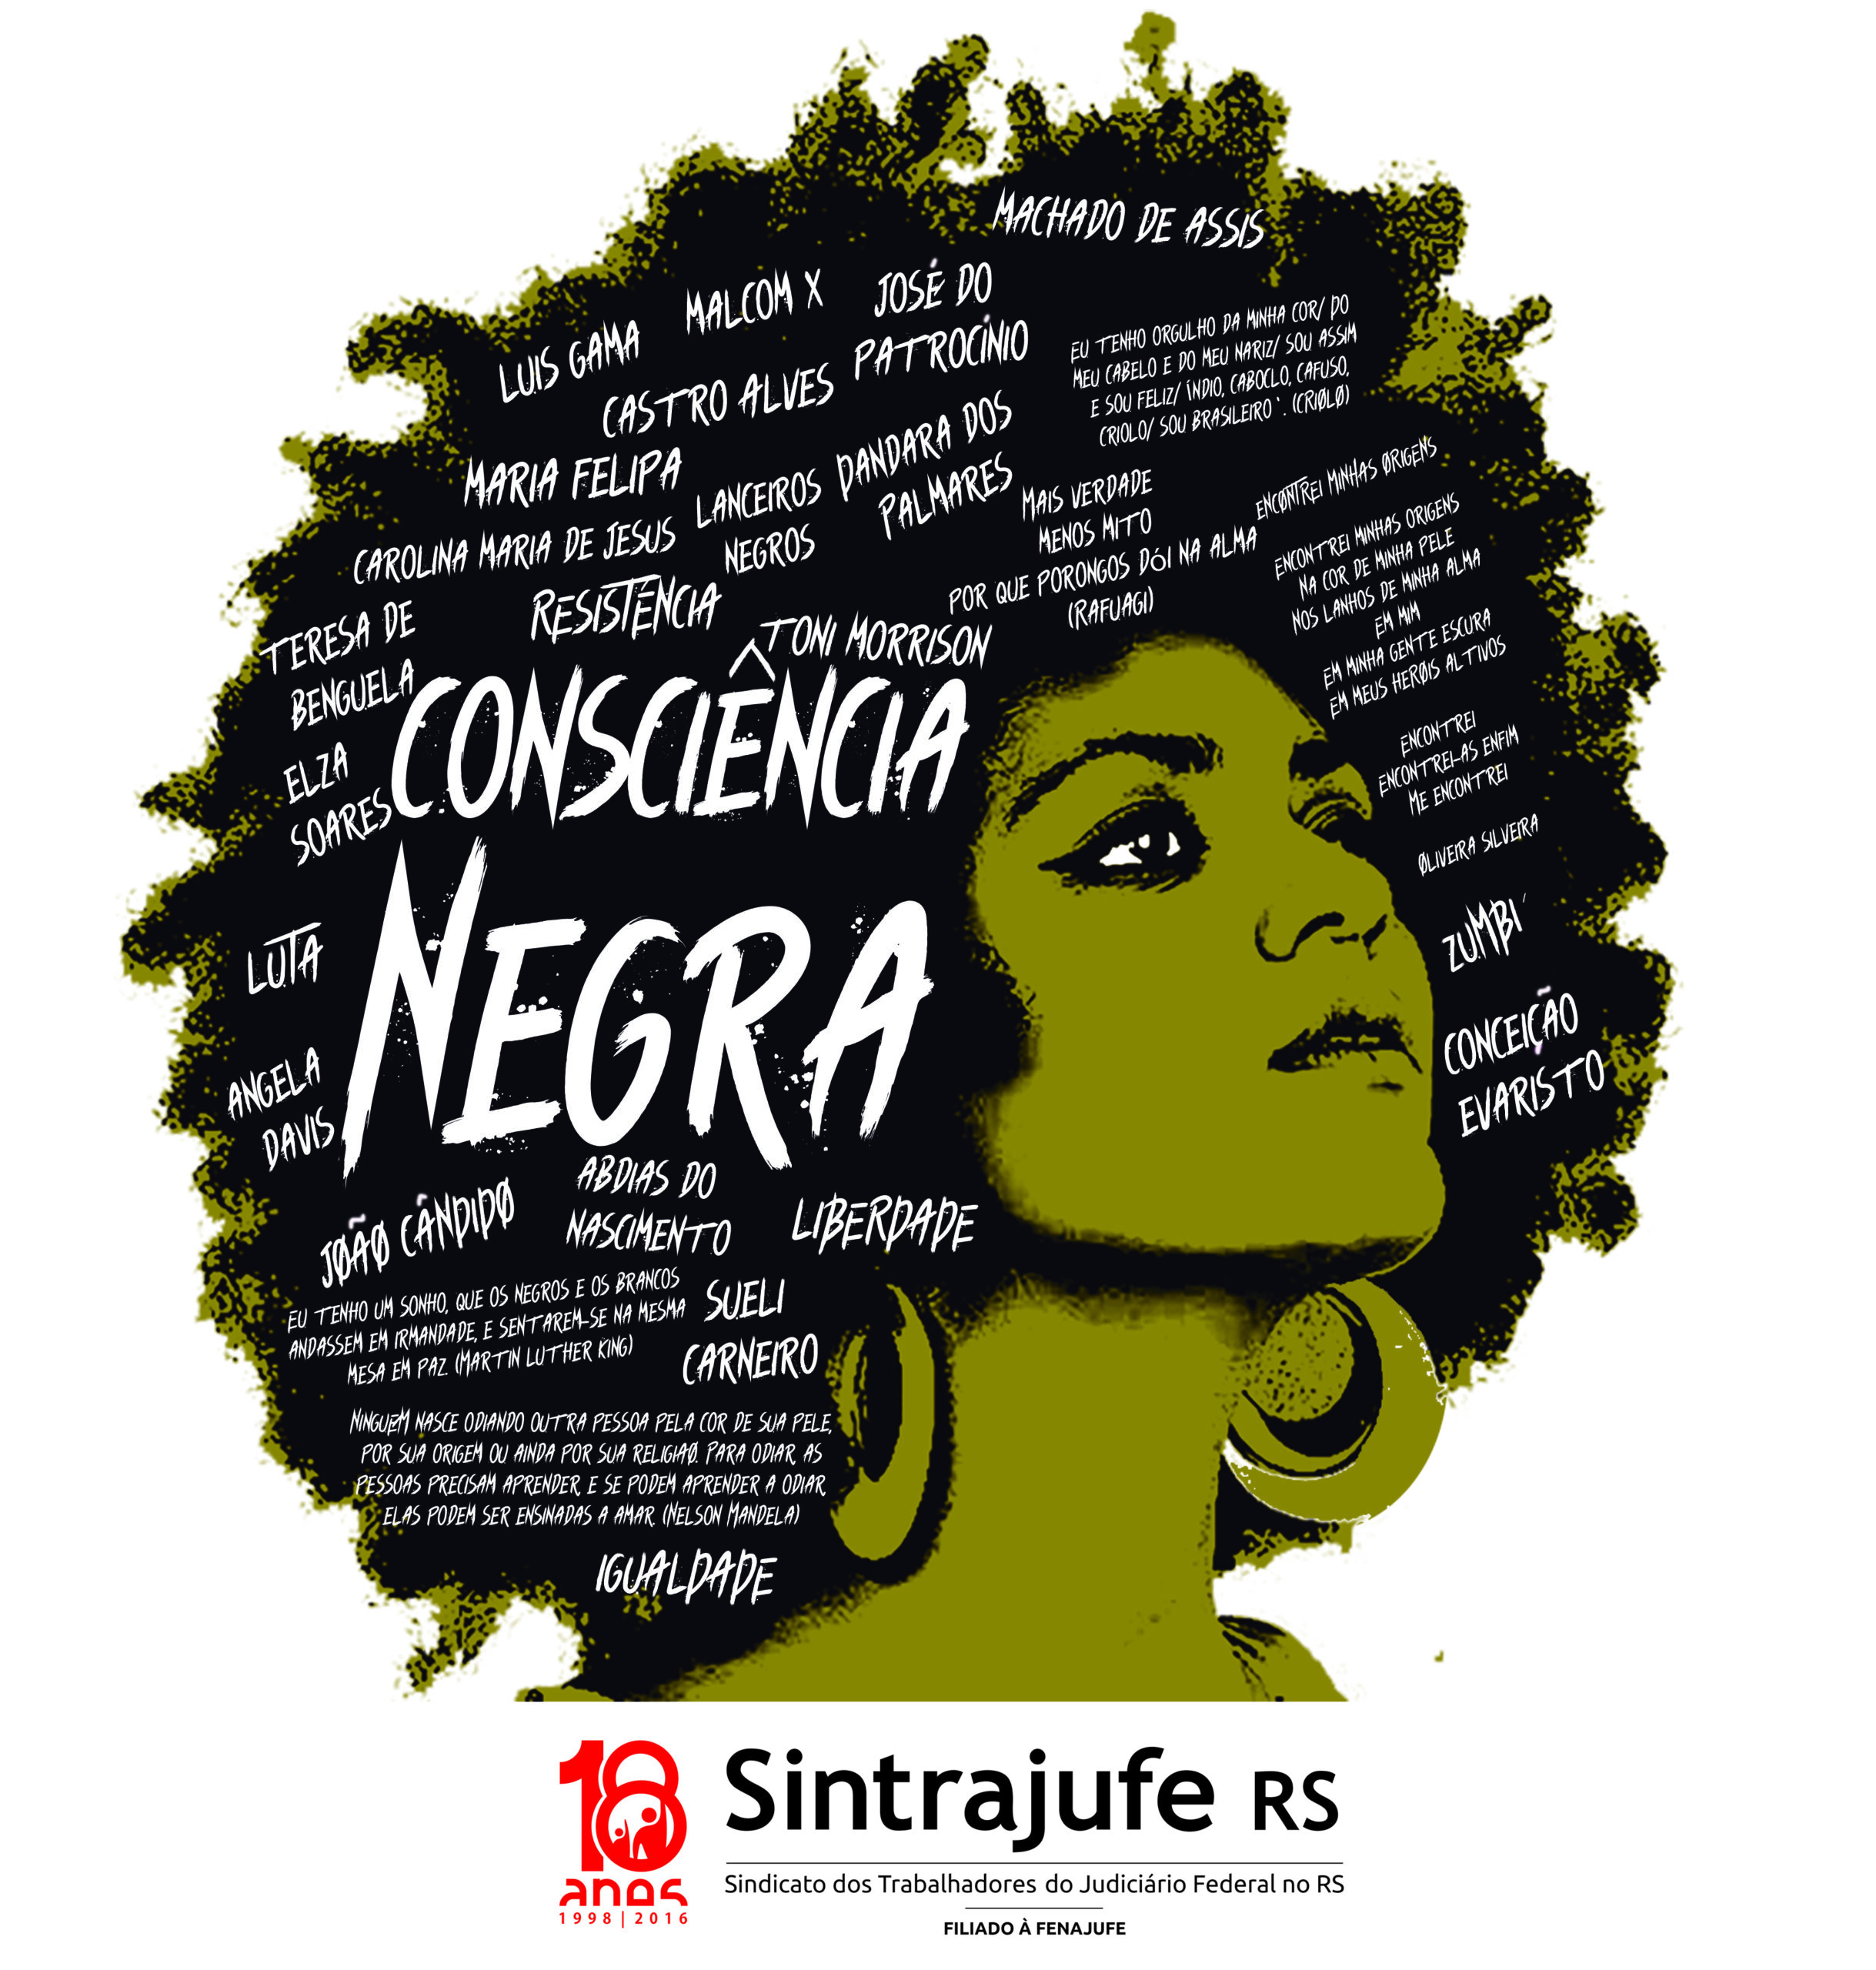 MACHADO DE ASSIS
MALCOM X
JOSÉ DO
PATROCÍNIO
LUIS GAMA
CASTRO ALVES
EU TENHO ORGULHO DA MINHA COR/ DO
MEU CABELO E DO MEU NARIZ/ SOU ASSIM
E SOU FELIZ/ ÍNDIO, CABOCLO, CAFUSO,
CRIOLO/ SOU BRASILEIRO'. (CRIØLØ)
MARIA FELIPA
LANCEIROS
NEGROS
DANDARA DOS
PALMARES
MAIS VERDADE
MENOS MITO
POR QUE PORONGOS DÓI NA ALMA
(RAFUAGI)
ENCØNTREI MINHAS ØRIGENS
ENCONTREI MINHAS ORIGENS
NA COR DE MINHA PELE
NOS LANHOS DE MINHA ALMA
EM MIM
EM MINHA GENTE ESCURA
EM MEUS HERØIS ALTIVOS
ENCONTREI
ENCONTREI-AS ENFIM
ME ENCONTREI
ØLIVEIRA SILVEIRA
CAROLINA MARIA DE JESUS
RESISTÊNCIA
TONI MORRISON
TERESA DE
BENGUELA
ELZA
SOARES
CONSCIÊNCIA
NEGRA
LUTA
ZUMBI
CONCEIÇÃO
EVARISTO
ANGELA
DAVIS
JØÃØ CÂNDIDØ
ABDIAS DO
NASCIMENTO
LIBERDADE
EU TENHO UM SONHO, QUE OS NEGROS E OS BRANCOS
ANDASSEM EM IRMANDADE, E SENTAREM-SE NA MESMA
MESA EM PAZ. (MARTIN LUTHER KING)
SUELI
CARNEIRO
NINGUEM NASCE ODIANDO OUTRA PESSOA PELA COR DE SUA PELE,
POR SUA ORIGEM OU AINDA POR SUA RELIGIAØ. PARA ODIAR, AS
PESSOAS PRECISAM APRENDER, E SE PODEM APRENDER A ODIAR,
ELAS PODEM SER ENSINADAS A AMAR. (NELSON MANDELA)
IGUALDADE
18
anos
1998 | 2016
Sintrajufe RS
Sindicato dos Trabalhadores do Judiciário Federal no RS
FILIADO À FENAJUFE